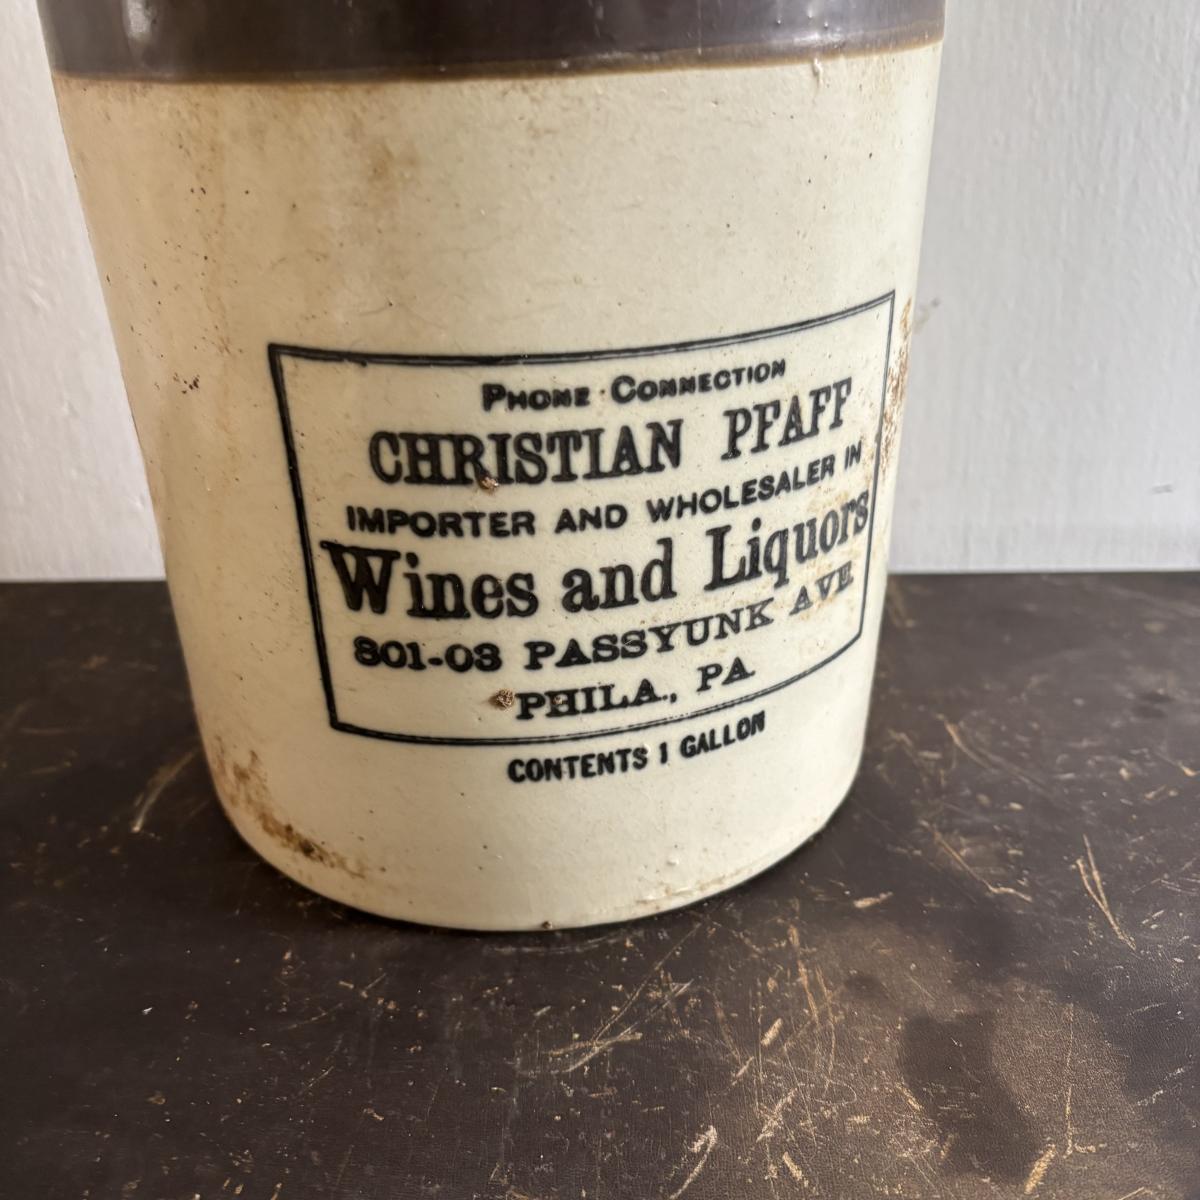 PHONE CONNECTION
CHRISTIAN PFAFF
IMPORTER AND WHOLESALER IN
Wines and Liquors
801-03 PASSYUNK AVE.
PHILA., PA.
CONTENTS 1 GALLON